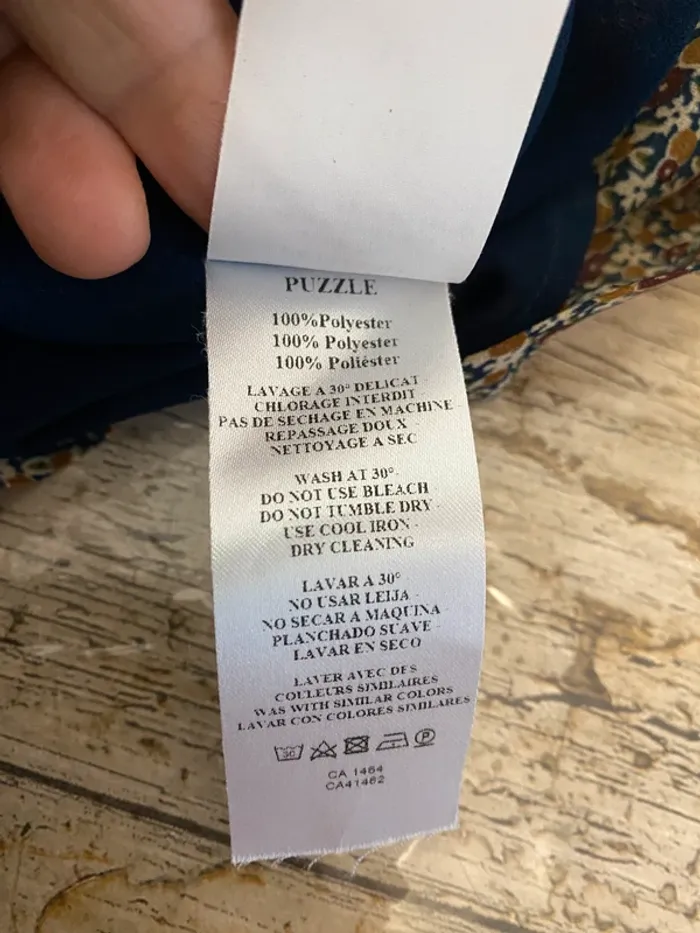 PUZZLE
100%Polyester
100% Polyester
100% Poliéster
LAVAGE A 30° DELICAT
CHLORAGE INTERDIT
PAS DE SECHAGE EN MACHINE
REPASSAGE DOUX
NETTOYAGE A SEC
WASH AT 30°
DO NOT USE BLEACH
DO NOT TUMBLE DRY
USE COOL IRON
DRY CLEANING
LAVAR A 30°
NO USAR LEIJA
NO SECAR A MAQUINA
PLANCHADO SUAVE
LAVAR EN SECO
LAVER AVEC DES
COULEURS SIMILAIRES
WAS WITH SIMILAR COLORS
LAVAR CON COLORES SIMILARES
30 P
CA 1464
CA41462